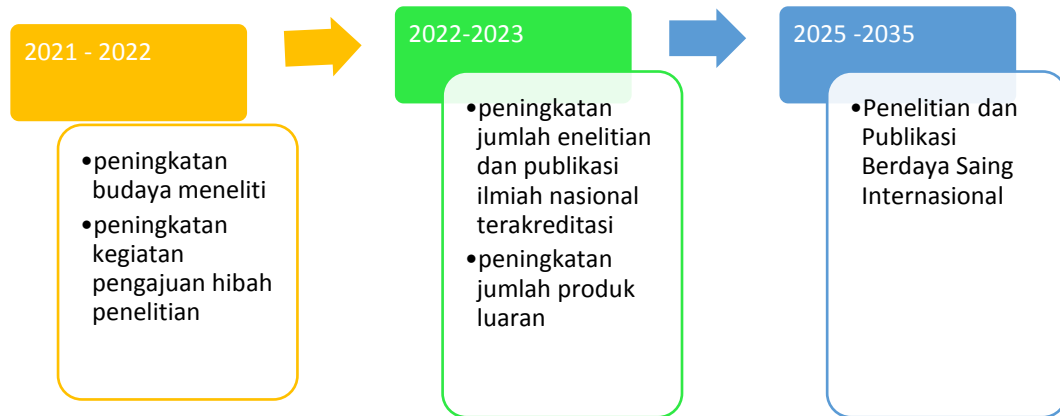 2021 - 2022
•peningkatan
budaya meneliti
•peningkatan
kegiatan
pengajuan hibah
penelitian
2022-2023
•peningkatan
jumlah enelitian
dan publikasi
ilmiah nasional
terakreditasi
•peningkatan
jumlah produk
luaran
2025 -2035
•Penelitian dan
Publikasi
Berdaya Saing
Internasional